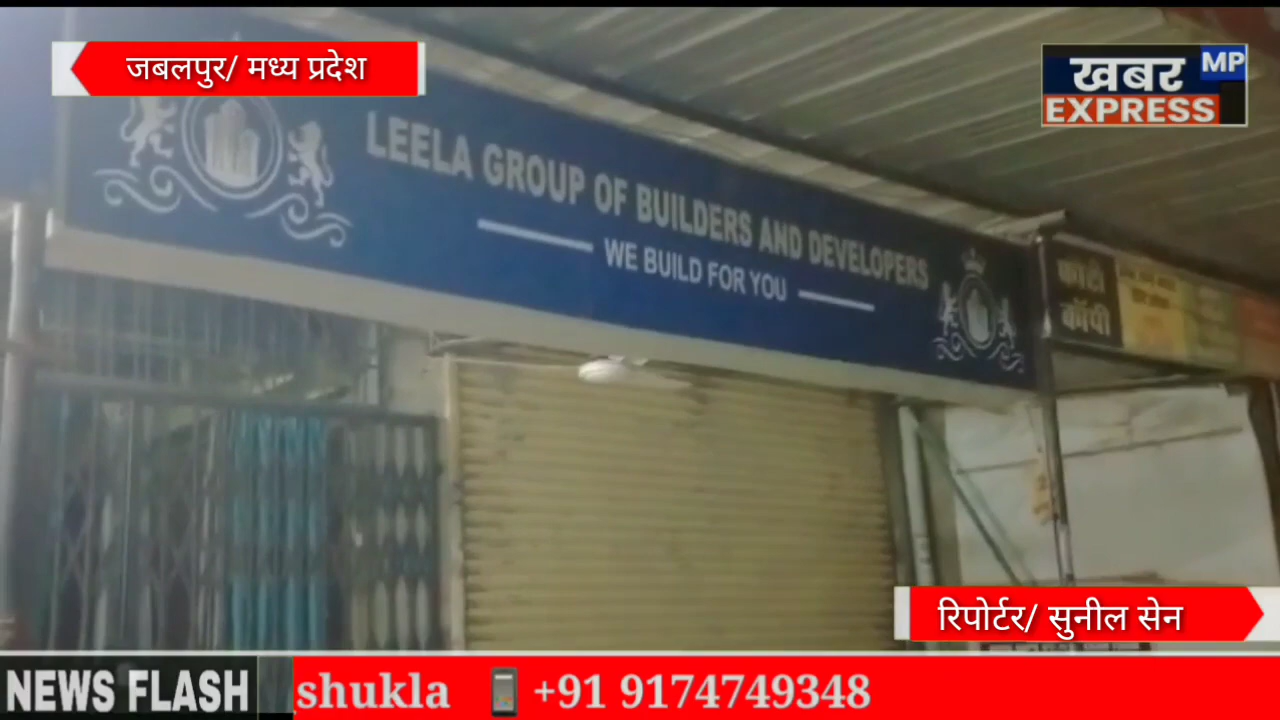 जबलपुर/ मध्य प्रदेश
खबर MP
EXPRESS
LEELA GROUP OF BUILDERS AND DEVELOPERS
WE BUILD FOR YOU
फोटो
कॉपी
रिपोर्टर/ सुनील सेन
NEWS FLASH shukla +91 9174749348